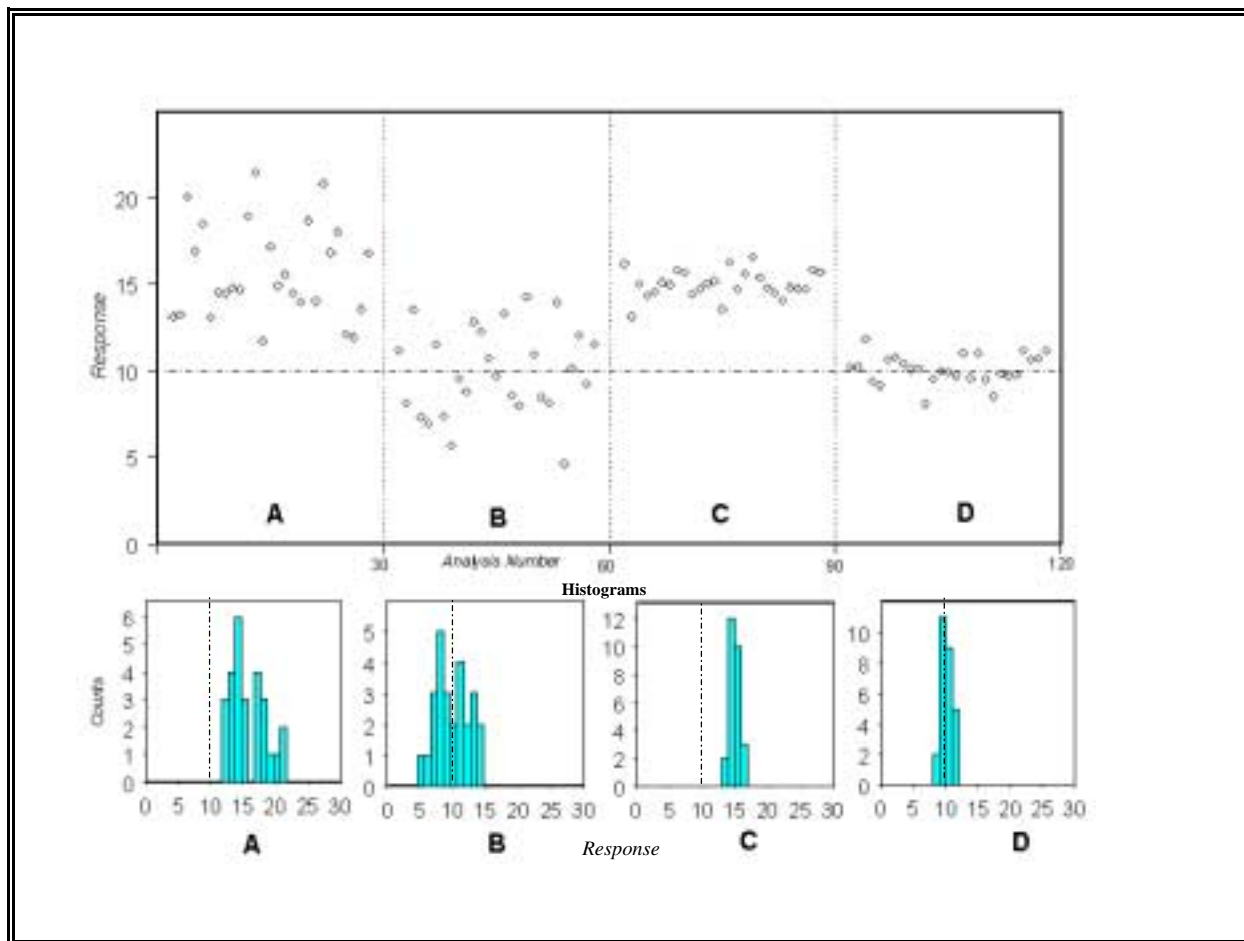 20
15
Response
10
5
A B C D
0
30 Analysis Number 60 90 120
Histograms
6 5 4 3 2 1 0
Counts
5 4 3 2 1 0
12 10 8 6 4 2 0
10 8 6 4 2 0
0 5 10 15 20 25 30 0 5 10 15 20 25 30 0 5 10 15 20 25 30 0 5 10 15 20 25 30
A B Response C D